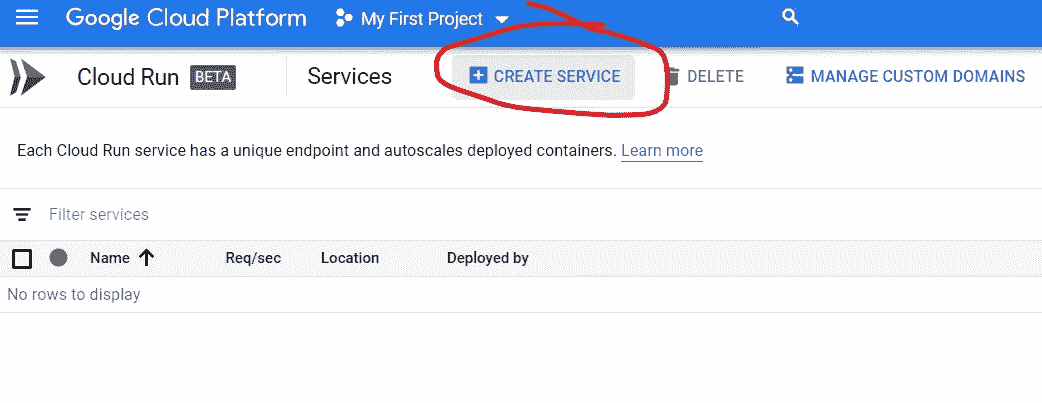 Google Cloud Platform My First Project
Cloud Run BETA Services CREATE SERVICE DELETE MANAGE CUSTOM DOMAINS
Each Cloud Run service has a unique endpoint and autoscales deployed containers. Learn more
Filter services
Name Req/sec Location Deployed by
No rows to display